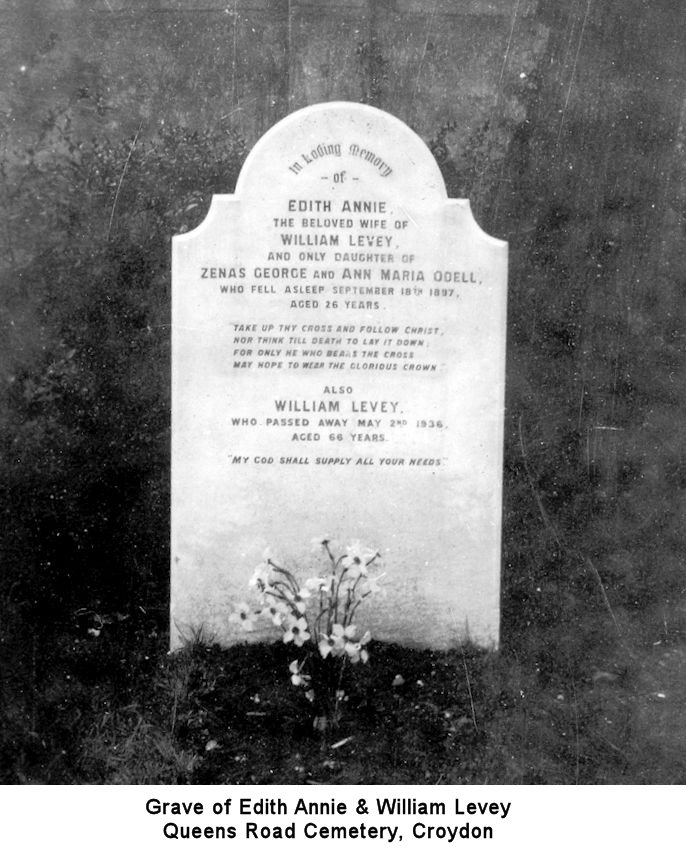 In Loving Memory
- of -
EDITH ANNIE,
THE BELOVED WIFE OF
WILLIAM LEVEY,
AND ONLY DAUGHTER OF
ZENAS GEORGE AND ANN MARIA ODELL,
WHO FELL ASLEEP SEPTEMBER 18TH 1897,
AGED 26 YEARS.
TAKE UP THY CROSS AND FOLLOW CHRIST,
NOR THINK TILL DEATH TO LAY IT DOWN;
FOR ONLY HE WHO BEARS THE CROSS
MAY HOPE TO WEAR THE GLORIOUS CROWN."
ALSO
WILLIAM LEVEY,
WHO PASSED AWAY MAY 2ND 1936,
AGED 66 YEARS.
"MY GOD SHALL SUPPLY ALL YOUR NEEDS."
Grave of Edith Annie & William Levey
Queens Road Cemetery, Croydon